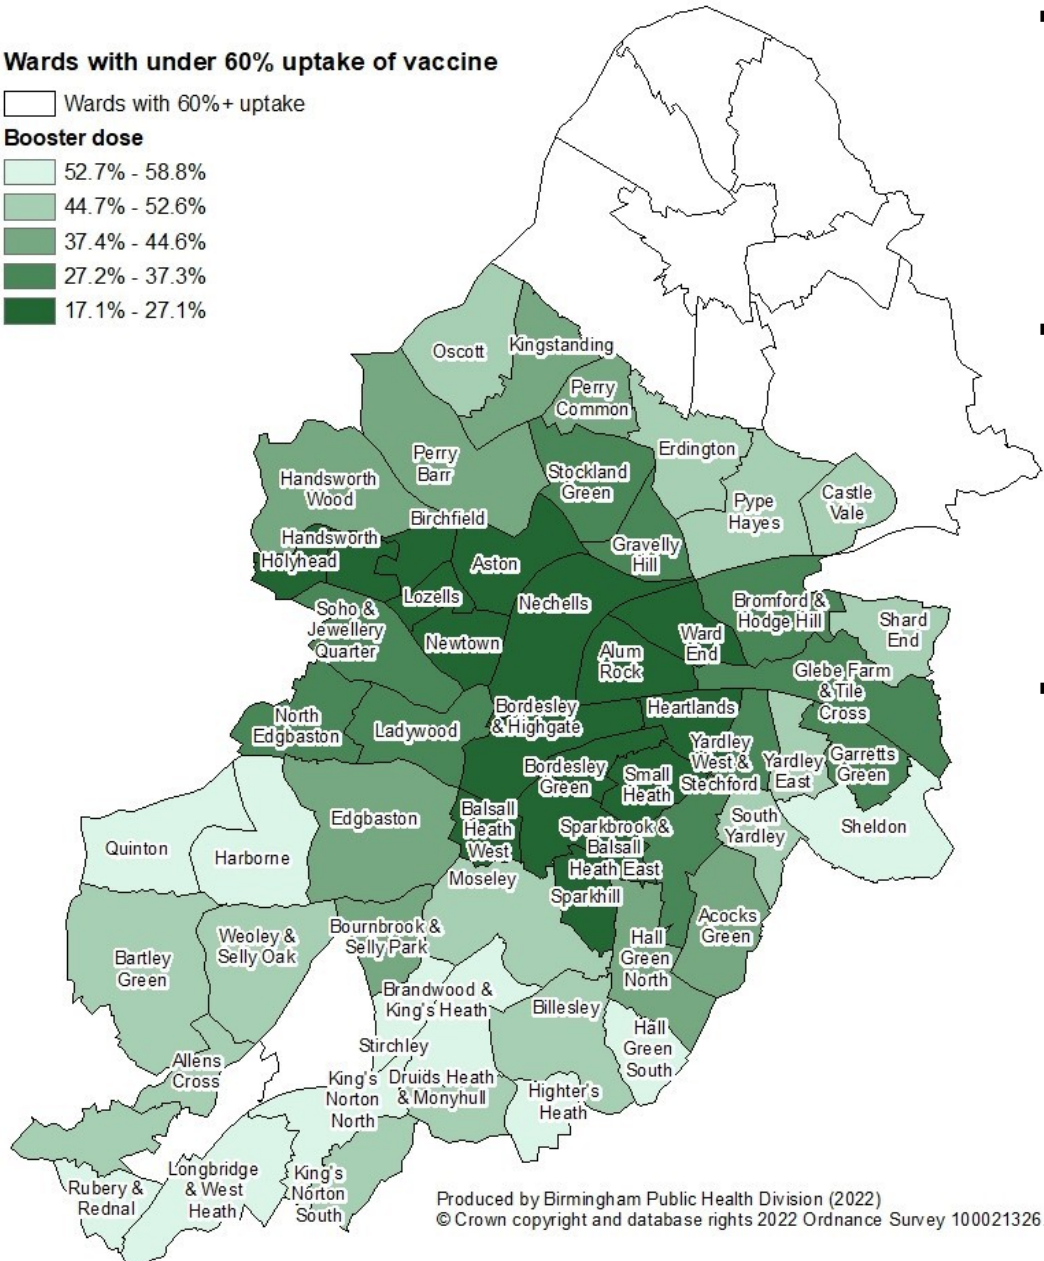 Wards with under 60% uptake of vaccine
Wards with 60%+ uptake
Booster dose
52.7% - 58.8%
44.7% - 52.6%
37.4% - 44.6%
27.2% - 37.3%
17.1% - 27.1%
Oscott
Kingstanding
Perry
Common
Erdington
Perry
Barr
Stockland
Green
Handsworth
Wood
Pype
Hayes
Castle
Vale
Birchfield
Handsworth
Holyhead
Aston
Gravelly
Hill
Lozells
Nechells
Bromford &
Hodge Hill
Soho &
Jewellery
Quarter
Newtown
Ward
End
Shard
End
Alum
Rock
Glebe Farm
& Tile
Cross
Bordesley
& Highgate
Heartlands
North
Edgbaston
Ladywood
Yardley
West &
Stechford
Yardley
East
Garretts
Green
Bordesley
Green
Small
Heath
Edgbaston
Balsall
Heath
West
Sparkbrook &
Balsall
Heath East
South
Yardley
Sheldon
Quinton
Harborne
Moseley
Sparkhill
Acocks
Green
Bournbrook &
Selly Park
Weoley &
Selly Oak
Hall
Green
North
Bartley
Green
Brandwood &
King's Heath
Billesley
Stirchley
Hall
Green
South
Allens
Cross
King's
Norton
North
Druids Heath
& Monyhull
Highter's
Heath
Longbridge
& West
Heath
Rubery &
Rednal
King's
Norton
South
Produced by Birmingham Public Health Division (2022)
© Crown copyright and database rights 2022 Ordnance Survey 100021326